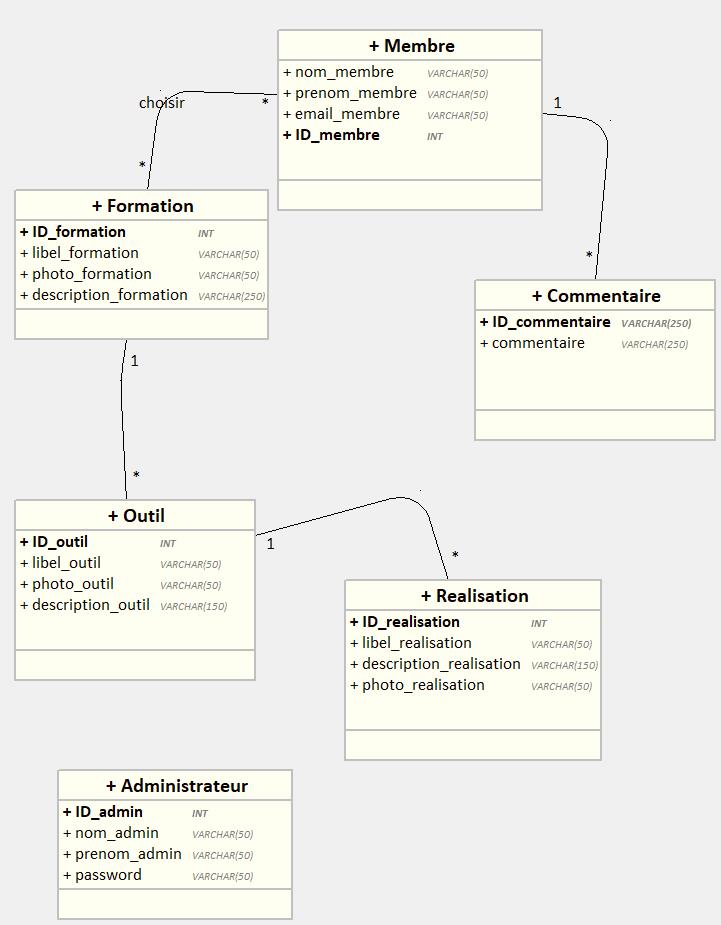 + Membre
+ nom_membre VARCHAR(50)
+ prenom_membre VARCHAR(50)
+ email_membre VARCHAR(50)
+ ID_membre INT
choisir
*
*
1
*
+ Formation
+ ID_formation INT
+ libel_formation VARCHAR(50)
+ photo_formation VARCHAR(50)
+ description_formation VARCHAR(250)
+ Commentaire
+ ID_commentaire VARCHAR(250)
+ commentaire VARCHAR(250)
1
*
+ Outil
+ ID_outil INT
+ libel_outil VARCHAR(50)
+ photo_outil VARCHAR(50)
+ description_outil VARCHAR(150)
1
*
+ Realisation
+ ID_realisation INT
+ libel_realisation VARCHAR(50)
+ description_realisation VARCHAR(150)
+ photo_realisation VARCHAR(50)
+ Administrateur
+ ID_admin INT
+ nom_admin VARCHAR(50)
+ prenom_admin VARCHAR(50)
+ password VARCHAR(50)